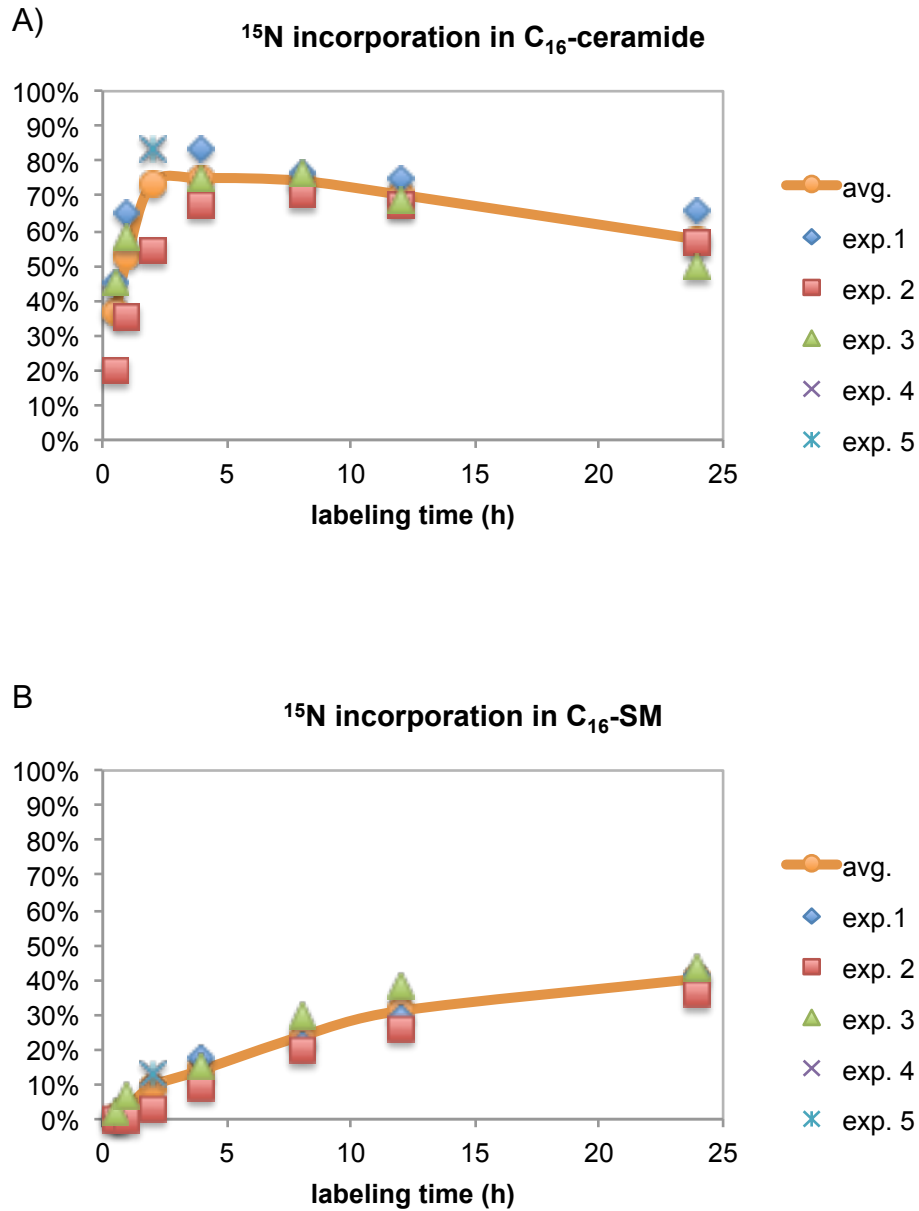 A)
¹⁵N incorporation in C₁₆-ceramide
100%
90%
80%
70%
60%
50%
40%
30%
20%
10%
0%
0 5 10 15 20 25
labeling time (h)
avg.
exp.1
exp. 2
exp. 3
exp. 4
exp. 5
B
¹⁵N incorporation in C₁₆-SM
100%
90%
80%
70%
60%
50%
40%
30%
20%
10%
0%
0 5 10 15 20 25
labeling time (h)
avg.
exp.1
exp. 2
exp. 3
exp. 4
exp. 5